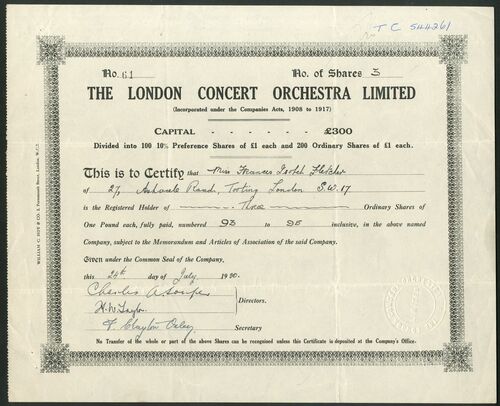 TC 544261
No. 61 No. of Shares 3
THE LONDON CONCERT ORCHESTRA LIMITED
(Incorporated under the Companies Acts, 1908 to 1917)
CAPITAL - - - - - - £300
Divided into 100 10% Preference Shares of £1 each and 200 Ordinary Shares of £1 each.
This is to Certify that Miss Frances Isobel Fletcher
of 27, Road, Tooting London S.W.17
is the Registered Holder of Three Ordinary Shares of
One Pound each, fully paid, numbered 93 to 95 inclusive, in the above named
Company, subject to the Memorandum and Articles of Association of the said Company.
Given under the Common Seal of the Company,
this 24th day of July 1920.
Charles A.
H.W. Taylor
Directors.
F. Clayton Secretary
No Transfer of the whole or part of the above Shares can be recognised unless this Certificate is deposited at the Company's Office.